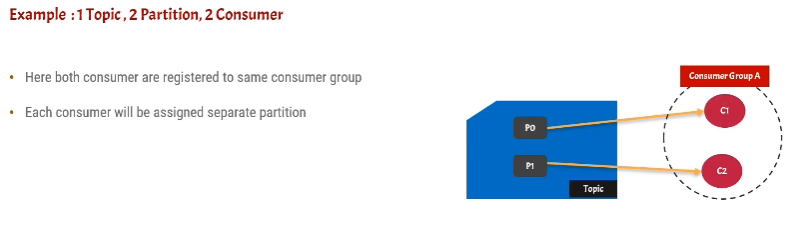 Example : 1 Topic , 2 Partition, 2 Consumer
• Here both consumer are registered to same consumer group
• Each consumer will be assigned separate partition
Consumer Group A
C1
P0
P1
C2
Topic